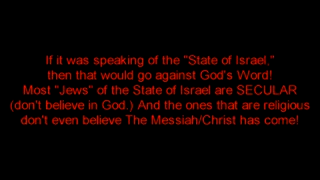 If it was speaking of the "State of Israel,"
then that would go against God's Word!
Most "Jews" of the State of Israel are SECULAR
(don't believe in God.) And the ones that are religious
don't even believe The Messiah/Christ has come!